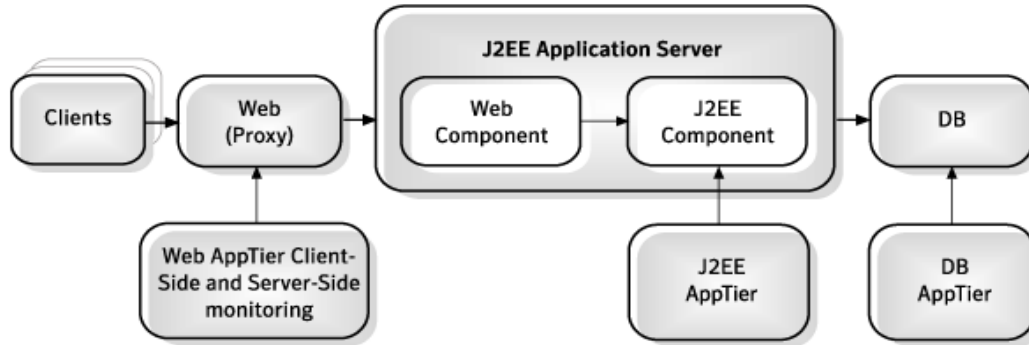 J2EE Application Server
Clients
Web
(Proxy)
Web
Component
J2EE
Component
DB
Web AppTier Client-
Side and Server-Side
monitoring
J2EE
AppTier
DB
AppTier